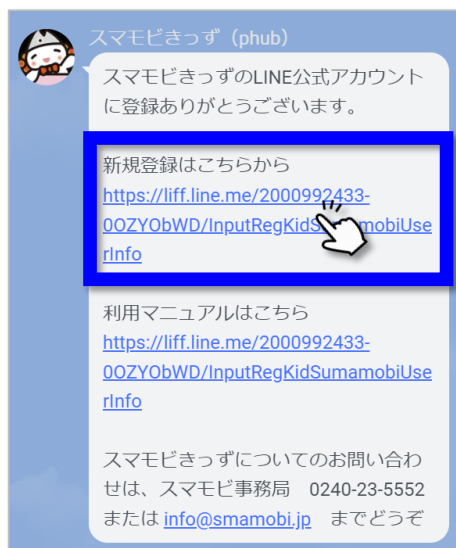 スマモビきっず（phub）
スマモビきっずのLINE公式アカウント
に登録ありがとうございます。
新規登録はこちらから
https://liff.line.me/2000992433-
0OZYObWD/InputRegKidSumamobiUse
rInfo
利用マニュアルはこちら
https://liff.line.me/2000992433-
0OZYObWD/InputRegKidSumamobiUse
rInfo
スマモビきっずについてのお問い合わ
せは、スマモビ事務局　0240-23-5552
または info@smamobi.jp　までどうぞ